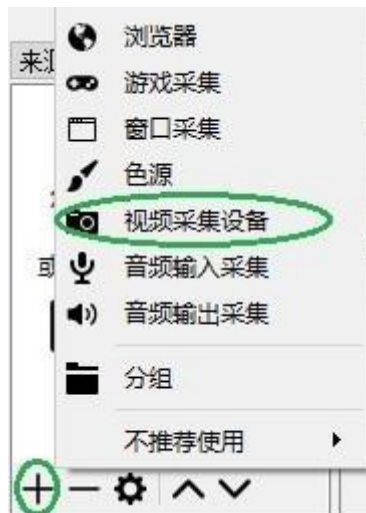 浏览器
来
游戏采集
窗口采集
色源
视频采集设备
或
音频输入采集
音频输出采集
分组
不推荐使用